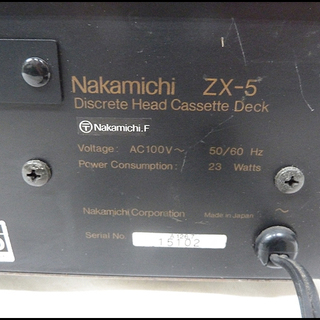 Nakamichi ZX-5
Discrete Head Cassette Deck
Nakamichi.F
Voltage: AC100V~ 50/60 Hz
Power Consumption: 23 Watts
Nakamichi Corporation Made in Japan ~
Serial No. 15102